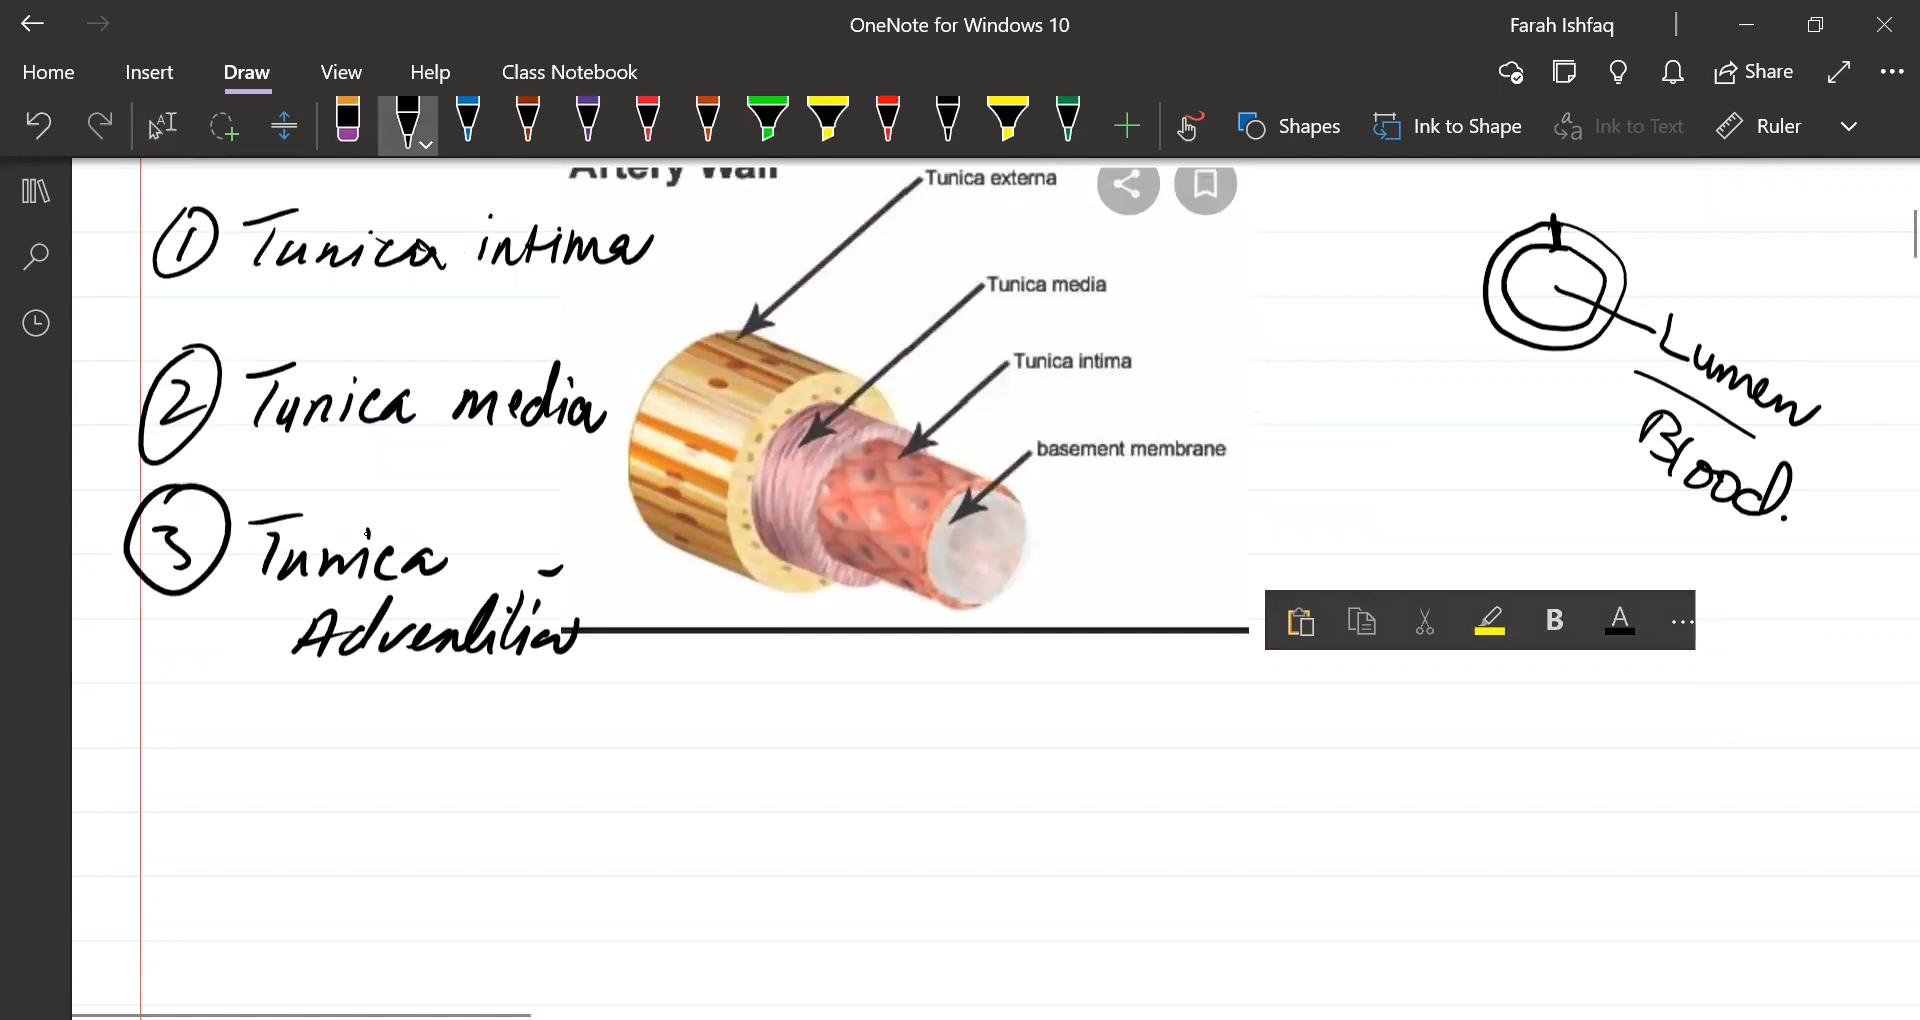 OneNote for Windows 10
Farah Ishfaq
Home Insert Draw View Help Class Notebook
Share
Shapes Ink to Shape Ink to Text Ruler
Artery Wall
Tunica externa
Tunica media
Tunica intima
basement membrane
① Tunica intima
② Tunica media
③ Tunica
Adventitia
Lumen
Blood.
B A